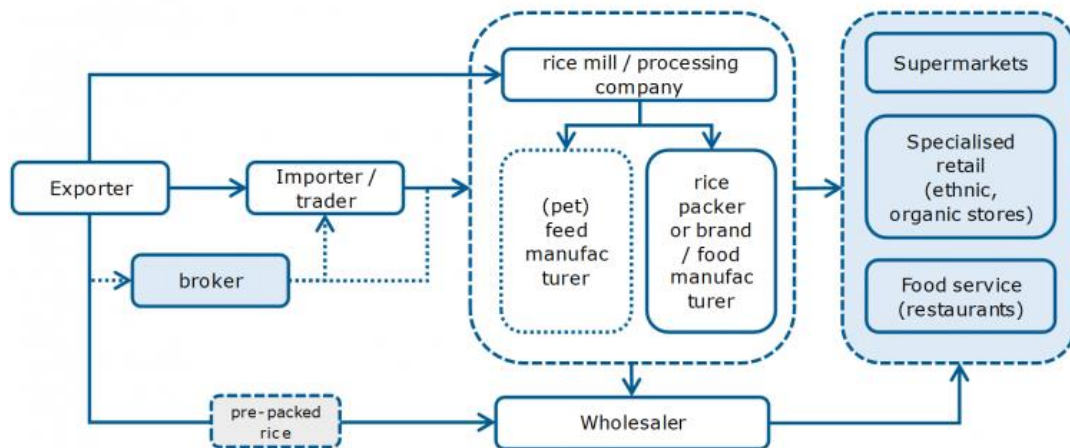 rice mill / processing
company
Supermarkets
Exporter
Importer /
trader
broker
(pet)
feed
manufac
turer
rice
packer
or brand
/ food
manufac
turer
Specialised
retail
(ethnic,
organic stores)
Food service
(restaurants)
pre-packed
rice
Wholesaler